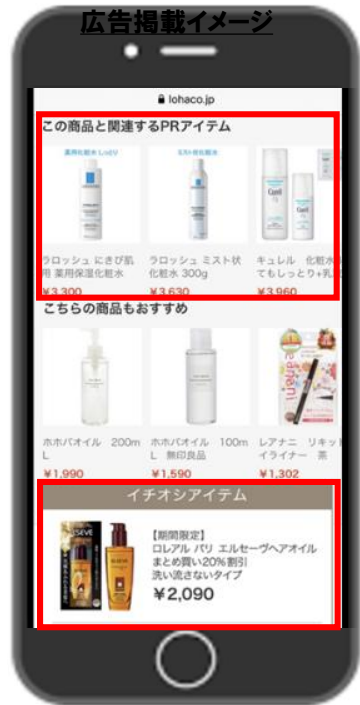 広告掲載イメージ
lohaco.jp
この商品と関連するPRアイテム
薬用化粧水 しっとり
ミスト状化粧水
ラロッシュ にきび肌
用 薬用保湿化粧水
¥3,300
ラロッシュ ミスト状
化粧水 300g
¥3,630
キュレル 化粧水
てもしっとり+乳
¥3,960
こちらの商品もおすすめ
ホホバオイル 200m
L
¥1,990
ホホバオイル 100m
L 無印良品
¥1,590
レアナニ リキッ
イライナー 茶
¥1,302
イチオシアイテム
【期間限定】
ロレアル パリ エルセーヴヘアオイル
まとめ買い20%割引
洗い流さないタイプ
¥2,090